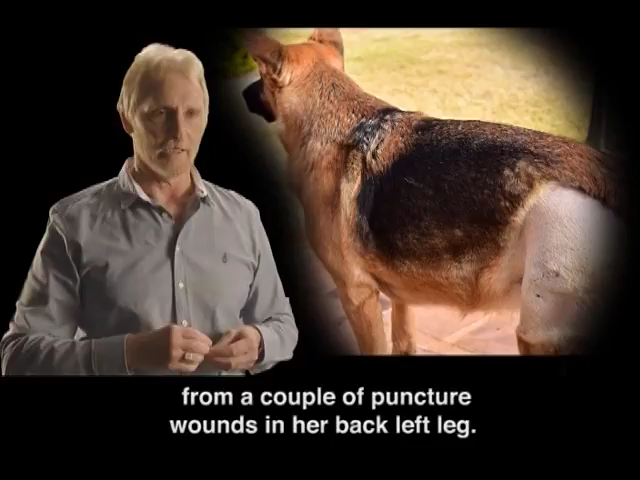 from a couple of puncture
wounds in her back left leg.